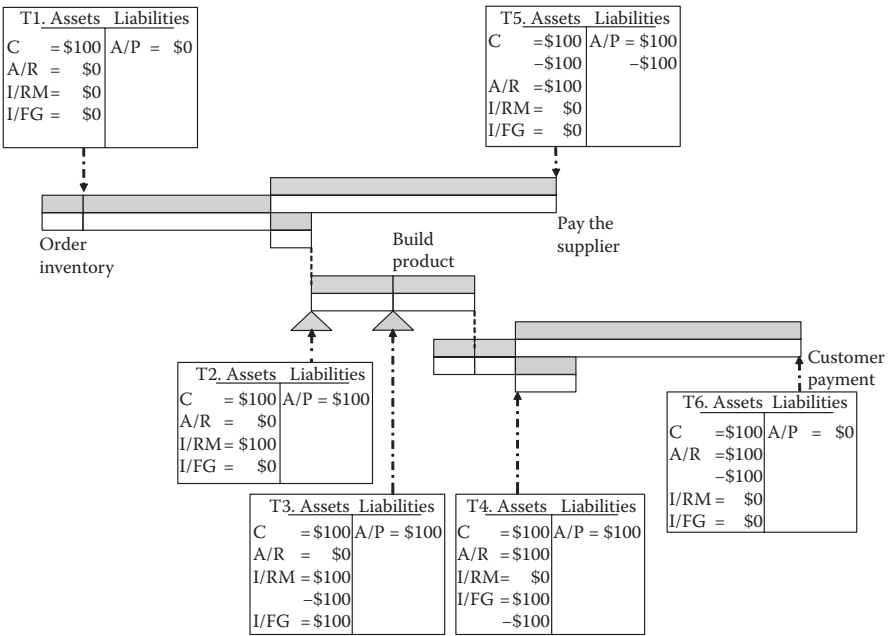 T1. Assets Liabilities
C = $100 A/P = $0
A/R = $0
I/RM= $0
I/FG = $0
T5. Assets Liabilities
C =$100 A/P = $100
–$100 –$100
A/R =$100
I/RM= $0
I/FG = $0
Order
inventory
Pay the
supplier
Build
product
Customer
payment
T2. Assets Liabilities
C = $100 A/P = $100
A/R = $0
I/RM= $100
I/FG = $0
T6. Assets Liabilities
C =$100 A/P = $0
A/R =$100
–$100
I/RM = $0
I/FG = $0
T3. Assets Liabilities
C = $100 A/P = $100
A/R = $0
I/RM = $100
–$100
I/FG = $100
T4. Assets Liabilities
C = $100 A/P = $100
A/R = $100
I/RM= $0
I/FG = $100
–$100